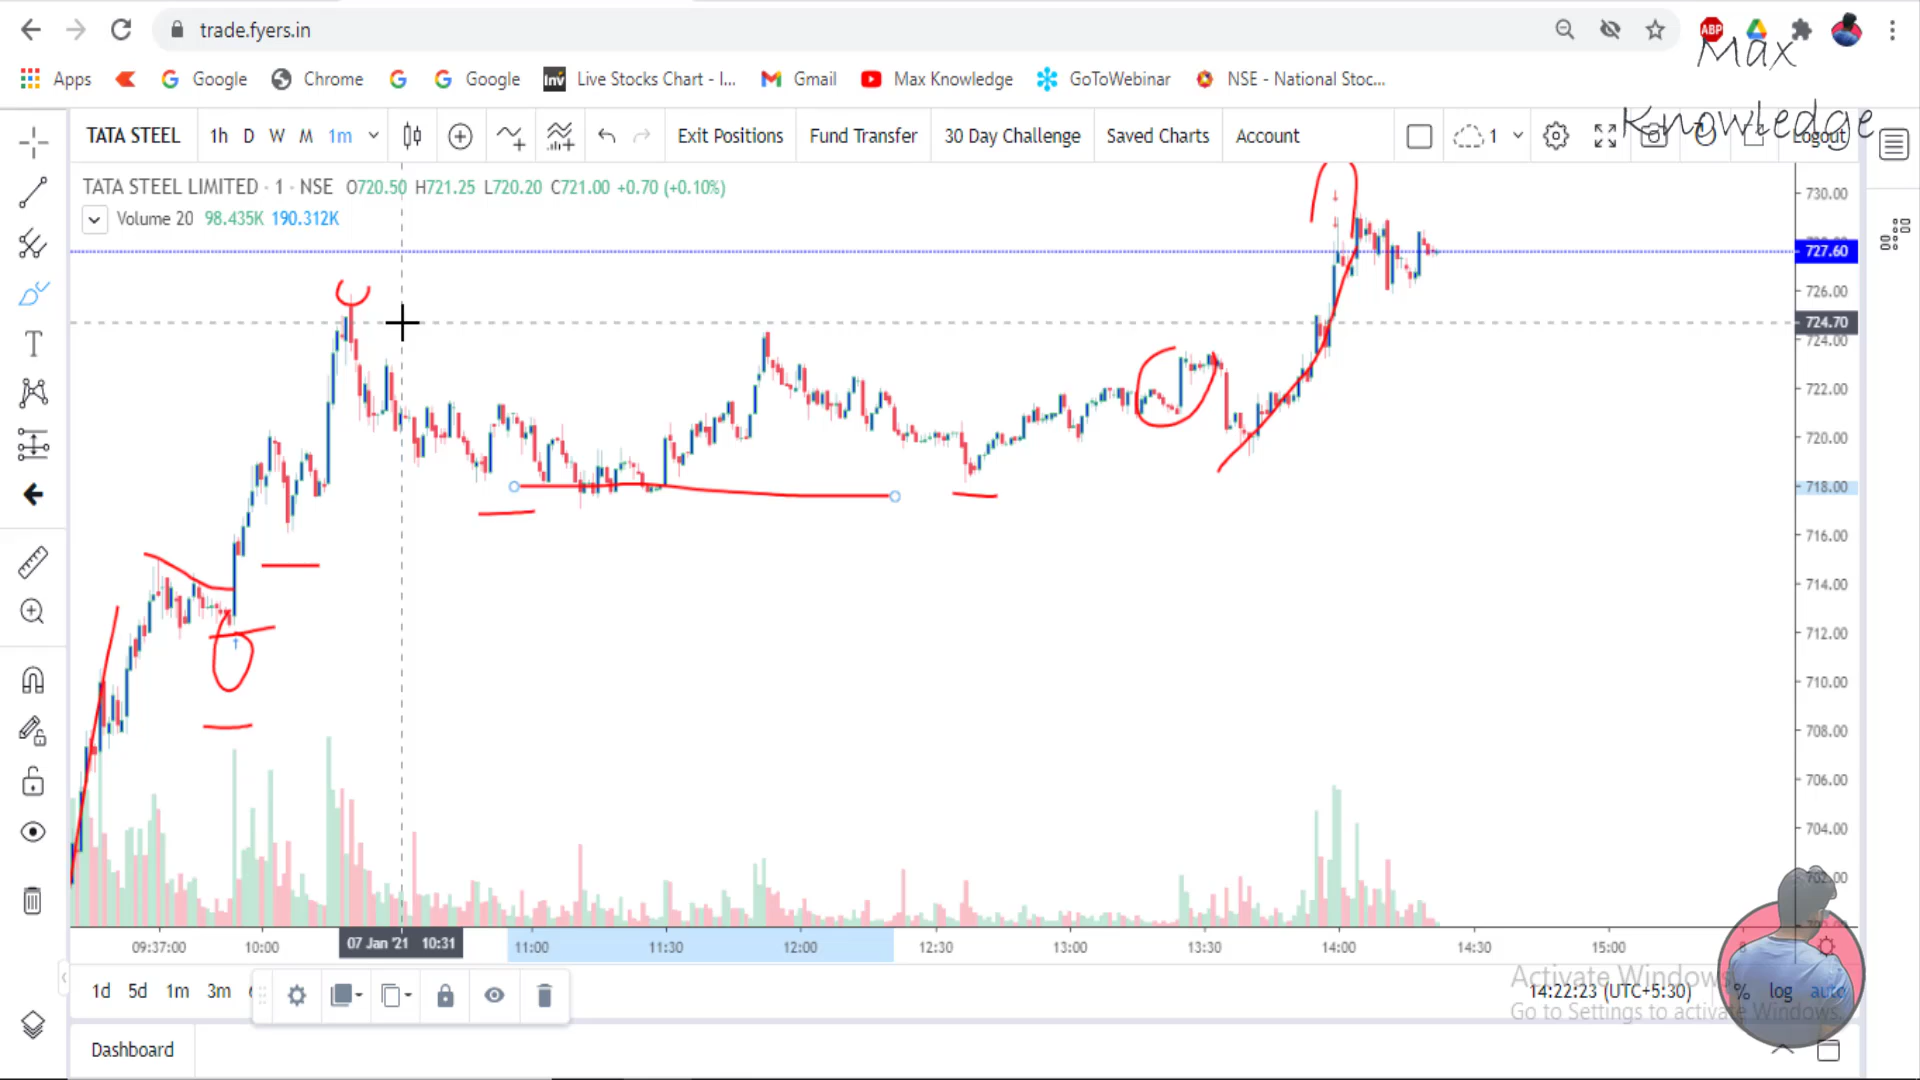 trade.fyers.in
ABP
Max
Apps Google Chrome Google Live Stocks Chart - I... Gmail Max Knowledge GoToWebinar NSE - National Stoc...
Inv
Knowledge
TATA STEEL 1h D W M 1m Exit Positions Fund Transfer 30 Day Challenge Saved Charts Account 1 Logout
TATA STEEL LIMITED · 1 · NSE O720.50 H721.25 L720.20 C721.00 +0.70 (+0.10%)
Volume 20 98.435K 190.312K
730.00
727.60
726.00
724.70
724.00
722.00
720.00
718.00
716.00
714.00
712.00
710.00
708.00
706.00
704.00
702.00
09:37:00 10:00 07 Jan '21 10:31 11:00 11:30 12:00 12:30 13:00 13:30 14:00 14:30 15:00 8
1d 5d 1m 3m 14:22:23 (UTC+5:30) % log auto
Activate Windows
Go to Settings to activate Windows.
Dashboard